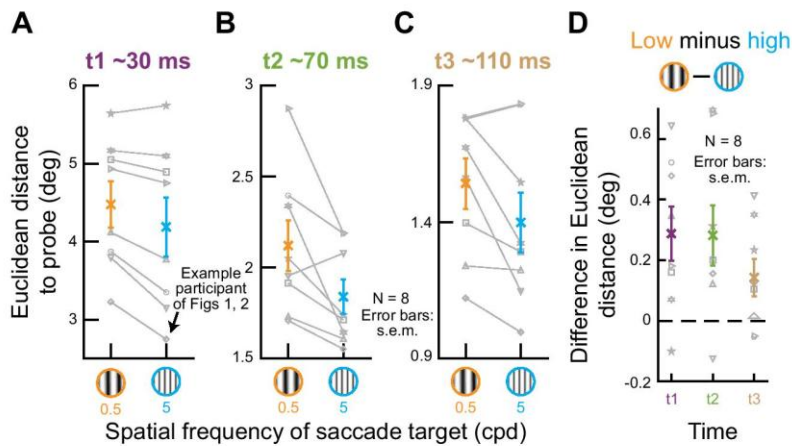 A
B
C
D
t1 ~30 ms
t2 ~70 ms
t3 ~110 ms
Low minus high
Euclidean distance
to probe (deg)
6
5
4
3
Example
participant
of Figs 1, 2
0.5
5
3
2.5
2
1.5
N = 8
Error bars:
s.e.m.
0.5
5
1.9
1.4
0.9
0.5
5
Spatial frequency of saccade target (cpd)
Difference in Euclidean
distance (deg)
0.6
0.4
0.2
0
-0.2
N = 8
Error bars:
s.e.m.
t1
t2
t3
Time